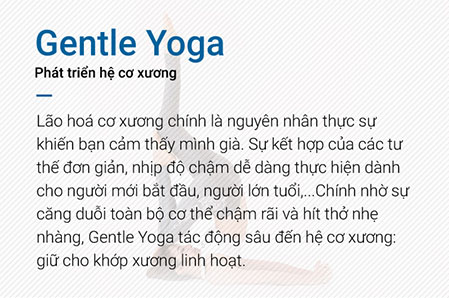 Gentle Yoga
Phát triển hệ cơ xương
Lão hoá cơ xương chính là nguyên nhân thực sự
khiến bạn cảm thấy mình già. Sự kết hợp của các tư
thế đơn giản, nhịp độ chậm dễ dàng thực hiện dành
cho người mới bắt đầu, người lớn tuổi,...Chính nhờ sự
căng duỗi toàn bộ cơ thể chậm rãi và hít thở nhẹ
nhàng, Gentle Yoga tác động sâu đến hệ cơ xương:
giữ cho khớp xương linh hoạt.